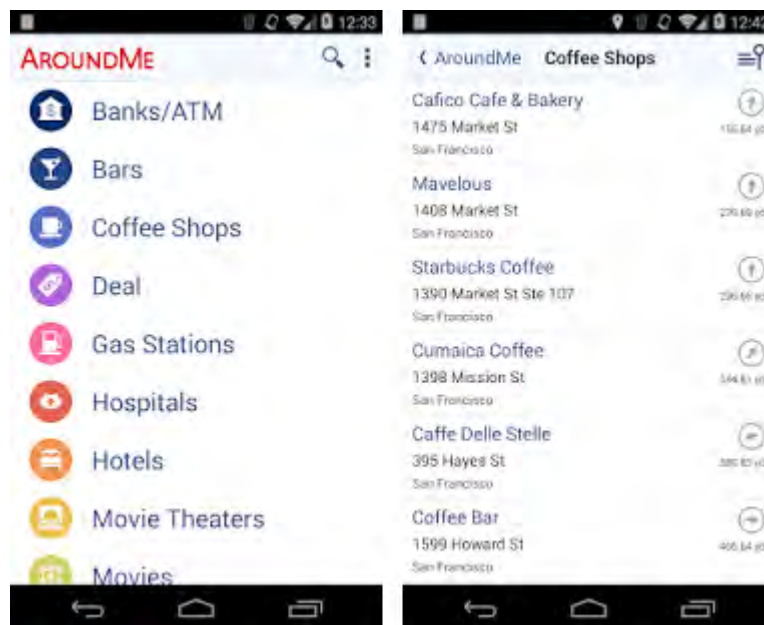 12:33
AROUNDME
Banks/ATM
Bars
Coffee Shops
Deal
Gas Stations
Hospitals
Hotels
Movie Theaters
Movies
AroundMe Coffee Shops
Cafico Cafe & Bakery
1475 Market St
San Francisco
Mavelous
1408 Market St
San Francisco
Starbucks Coffee
1390 Market St Ste 107
San Francisco
Cumaica Coffee
1398 Mission St
San Francisco
Caffe Delle Stelle
395 Hayes St
San Francisco
Coffee Bar
1599 Howard St
San Francisco